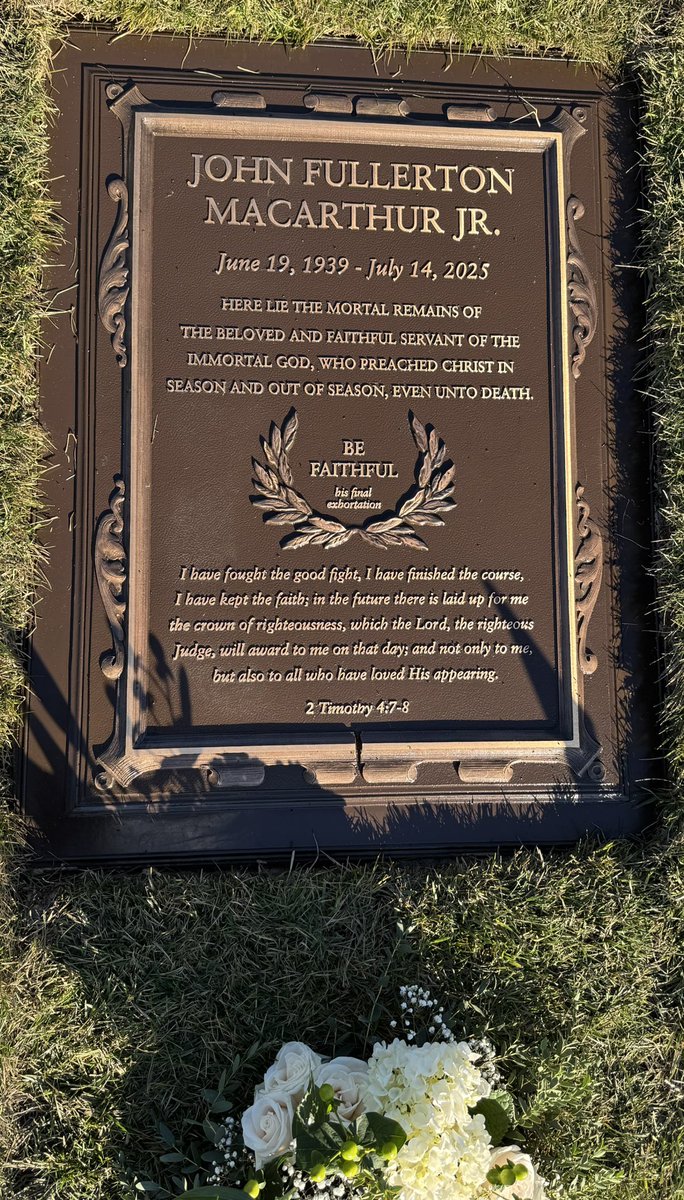 JOHN FULLERTON
MACARTHUR JR.
June 19, 1939 - July 14, 2025
HERE LIE THE MORTAL REMAINS OF
THE BELOVED AND FAITHFUL SERVANT OF THE
IMMORTAL GOD, WHO PREACHED CHRIST IN
SEASON AND OUT OF SEASON, EVEN UNTO DEATH.
BE
FAITHFUL
his final
exhortation
I have fought the good fight, I have finished the course,
I have kept the faith; in the future there is laid up for me
the crown of righteousness, which the Lord, the righteous
Judge, will award to me on that day; and not only to me,
but also to all who have loved His appearing.
2 Timothy 4:7-8